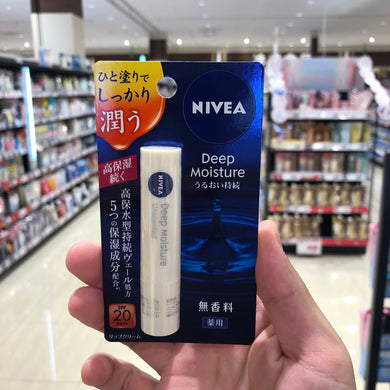 ひと塗りで
しっかり
潤う
高保湿
続く
高保水型持続ヴェール処方
5つの保湿成分配合
SPF
20
PA++
リップクリーム
NIVEA
Deep
Moisture
うるおい持続
無香料
薬用
NIVEA
Deep Moisture